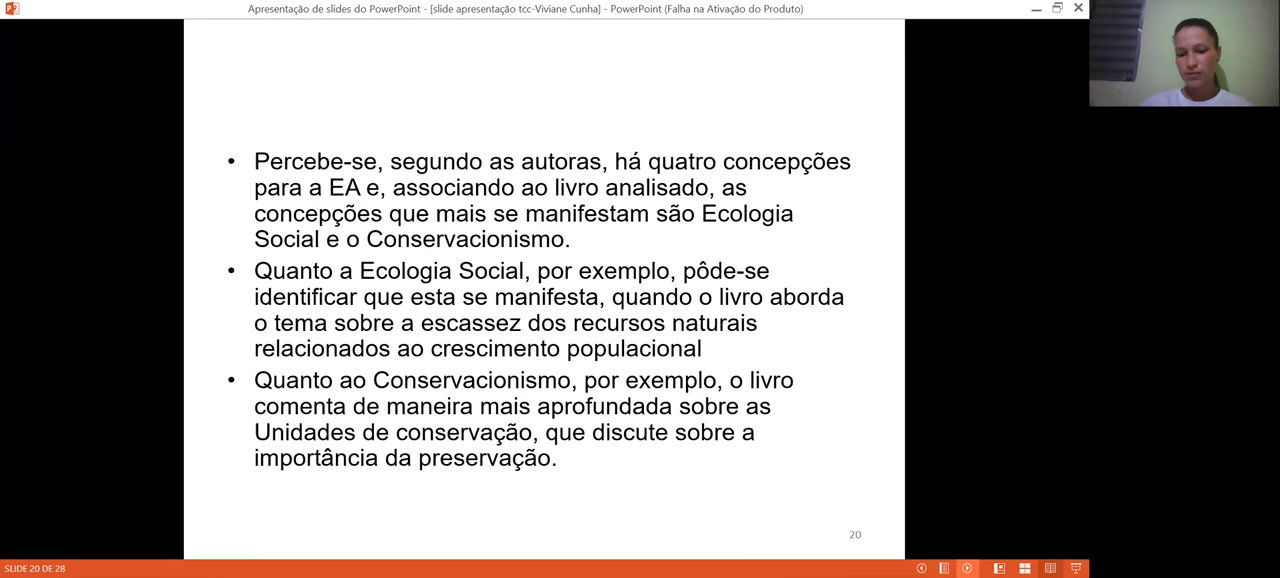 Apresentação de slides do PowerPoint - [slide apresentação tcc-Viviane Cunha] - PowerPoint (Falha na Ativação do Produto)
• Percebe-se, segundo as autoras, há quatro concepções
para a EA e, associando ao livro analisado, as
concepções que mais se manifestam são Ecologia
Social e o Conservacionismo.
• Quanto a Ecologia Social, por exemplo, pôde-se
identificar que esta se manifesta, quando o livro aborda
o tema sobre a escassez dos recursos naturais
relacionados ao crescimento populacional
• Quanto ao Conservacionismo, por exemplo, o livro
comenta de maneira mais aprofundada sobre as
Unidades de conservação, que discute sobre a
importância da preservação.
20
SLIDE 20 DE 28